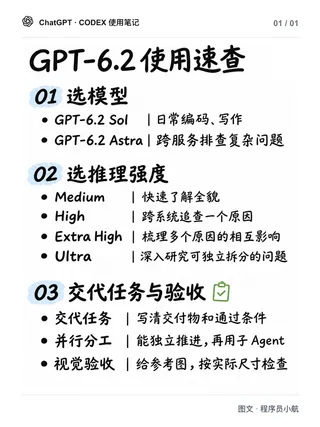 ChatGPT · CODEX 使用笔记
01 / 01
GPT-6.2 使用速查
01 选模型
• GPT-6.2 Sol | 日常编码、写作
• GPT-6.2 Astra | 跨服务排查复杂问题
02 选推理强度
• Medium | 快速了解全貌
• High | 跨系统追查一个原因
• Extra High | 梳理多个原因的相互影响
• Ultra | 深入研究可独立拆分的问题
03 交代任务与验收
• 交代任务 | 写清交付物和通过条件
• 并行分工 | 能独立推进,再用子 Agent
• 视觉验收 | 给参考图,按实际尺寸检查
图文 · 程序员小航